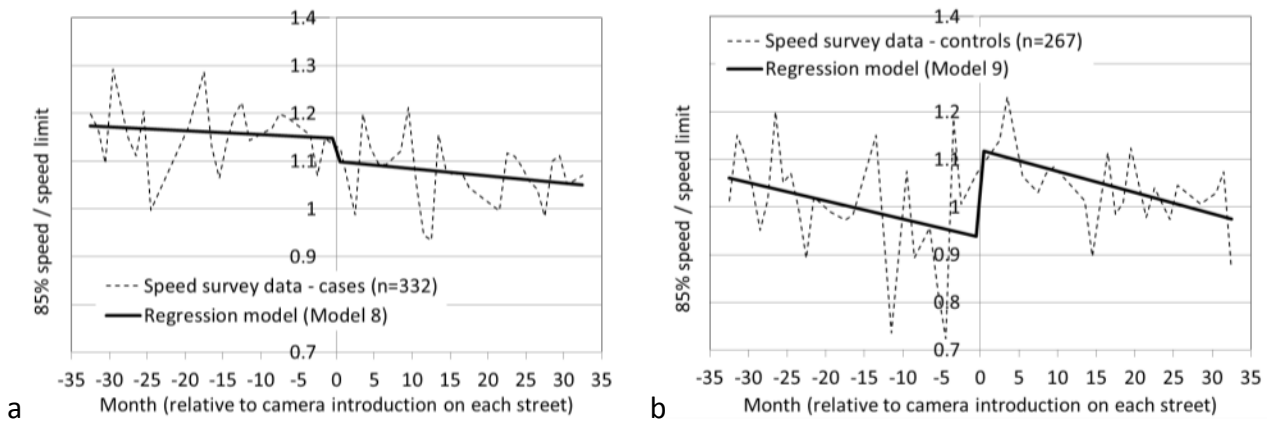 1.4
1.3
1.2
1.1
1
0.9
0.7
85% speed / speed limit
Speed survey data - cases (n=332)
Regression model (Model 8)
-35 -30 -25 -20 -15 -10 -5 0 5 10 15 20 25 30 35
Month (relative to camera introduction on each street)
a
1.4
Speed survey data - controls (n=267)
Regression model (Model 9)
1.2
1.1
1
0.9
0.8
0.7
85% speed / speed limit
-35 -30 -25 -20 -15 -10 -5 0 5 10 15 20 25 30 35
Month (relative to camera introduction on each street)
b